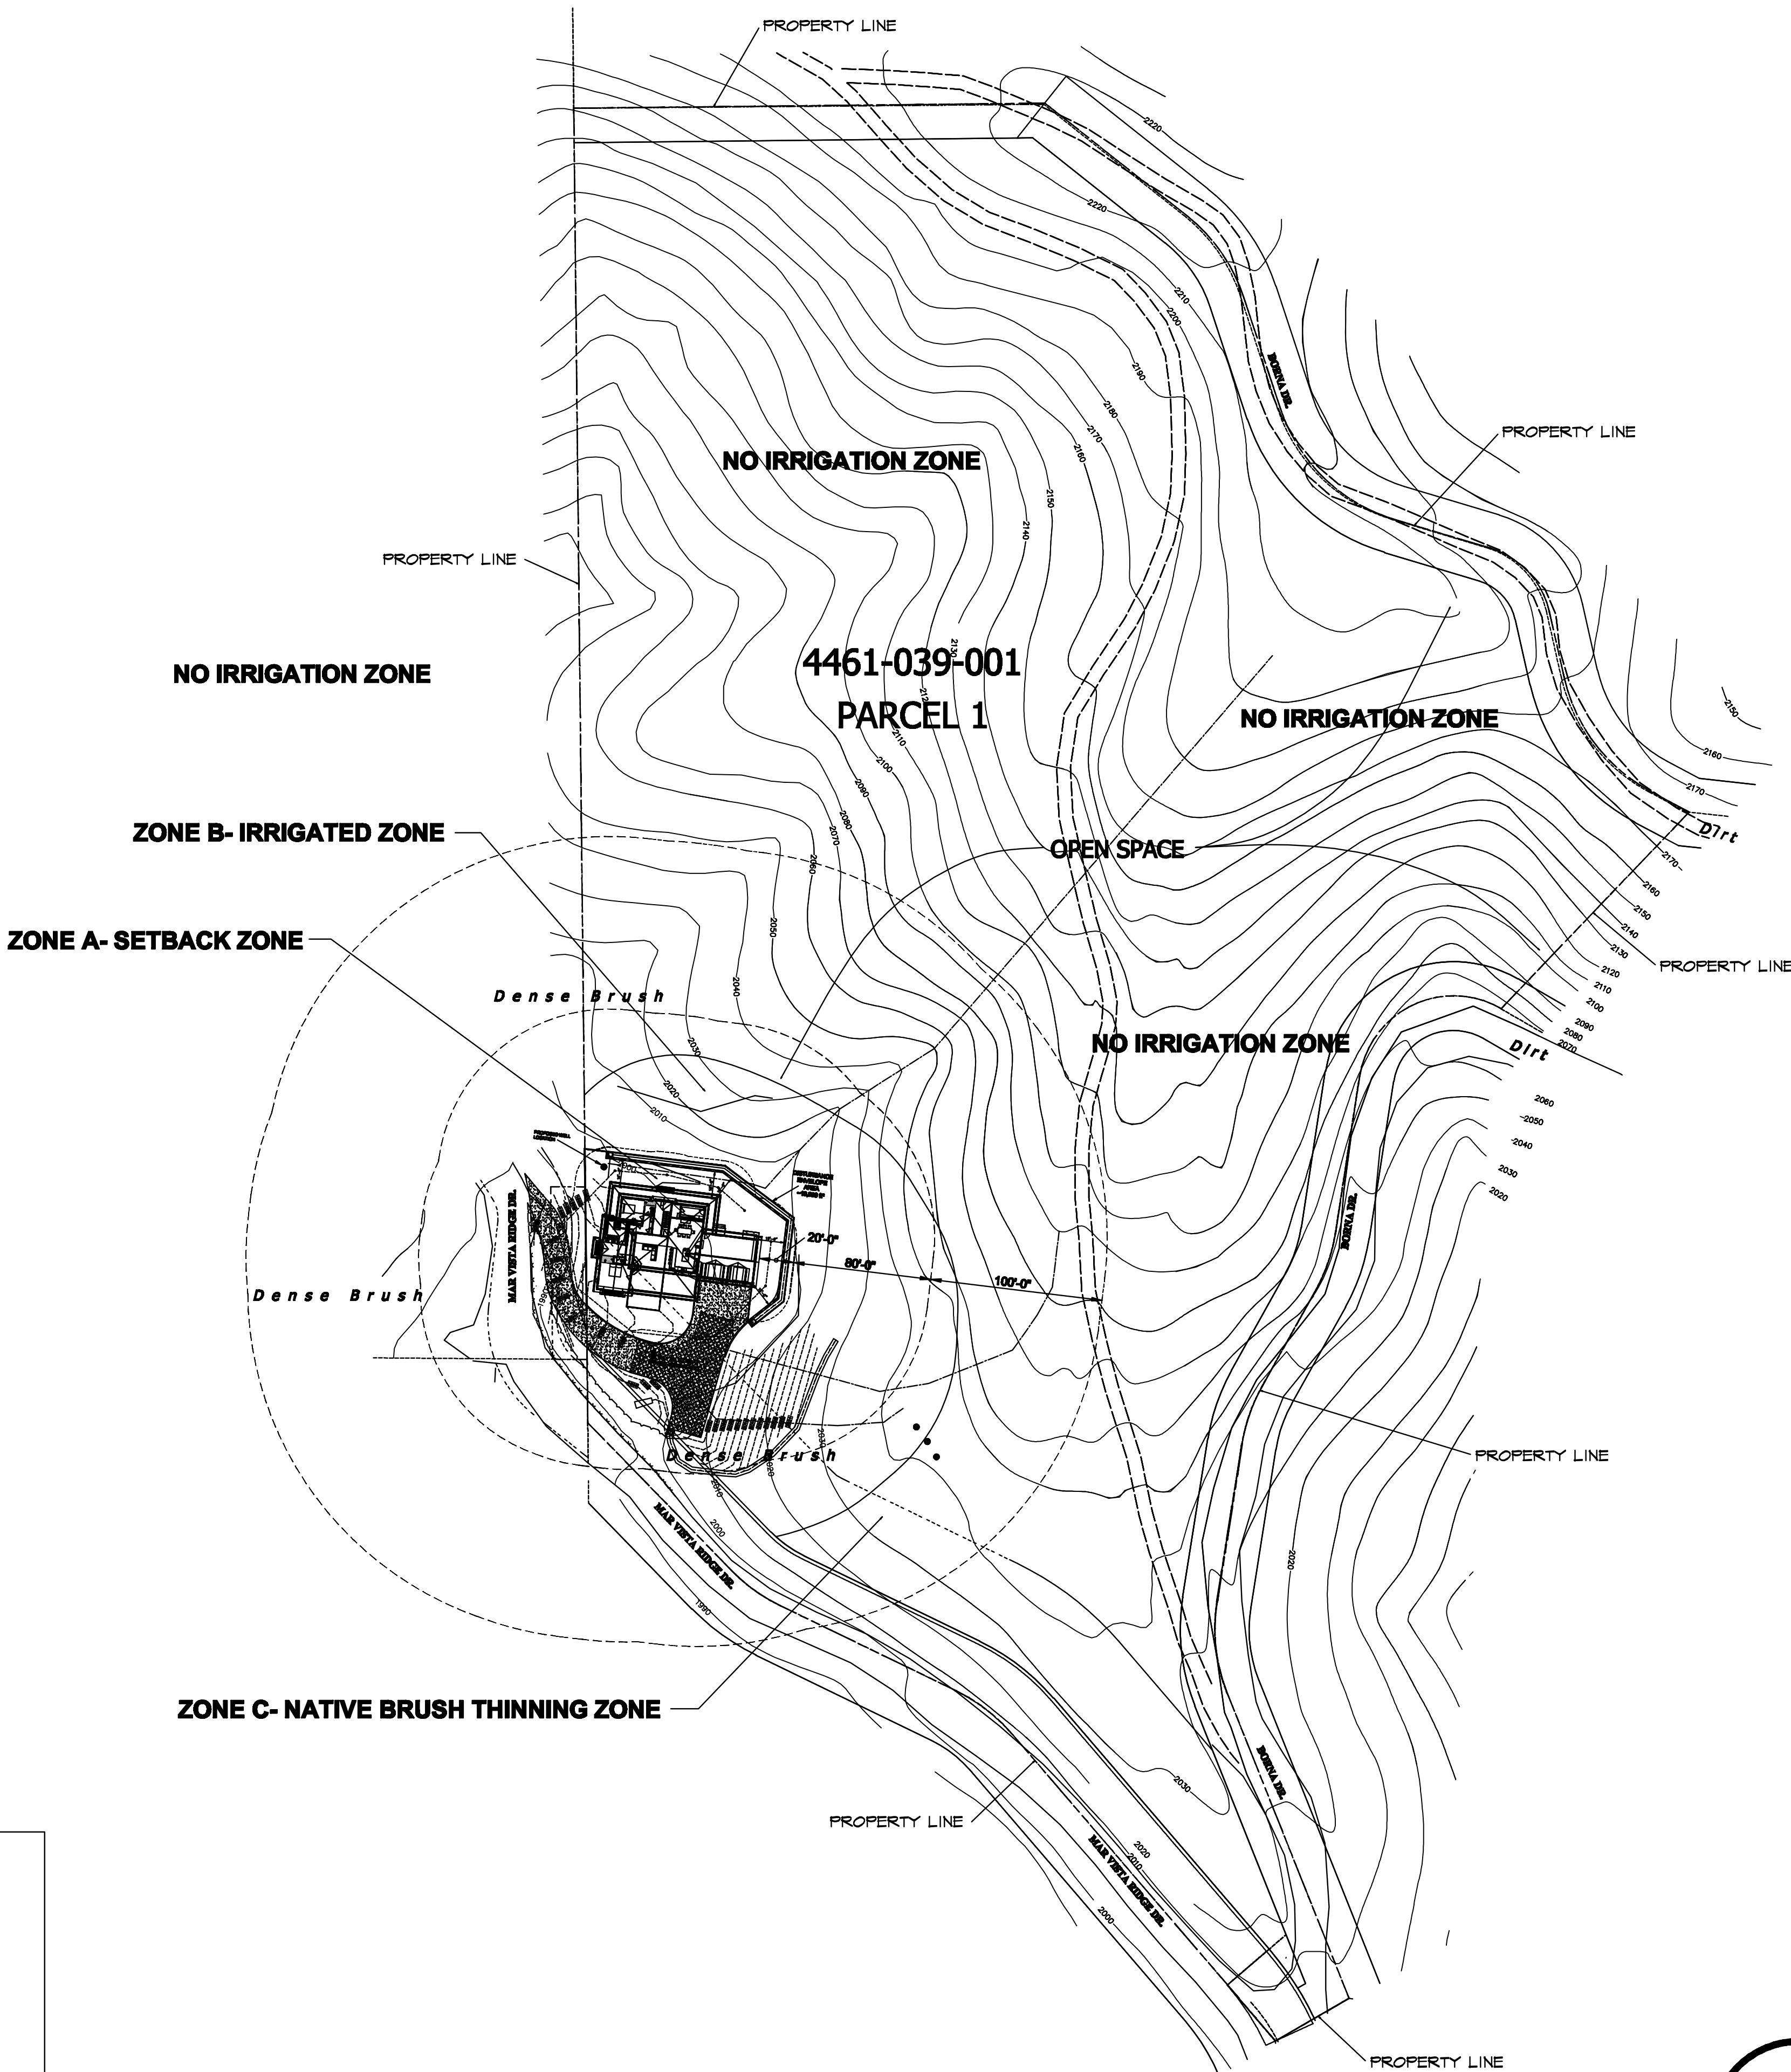 PROPERTY LINE
2220
2220
2210
2200
BORNA DR.
2190
2180
2170
2160
PROPERTY LINE
NO IRRIGATION ZONE
2150
2140
PROPERTY LINE
2130
4461-039-001
NO IRRIGATION ZONE
PARCEL 1
2110
NO IRRIGATION ZONE
2150
2160
2100
2090
2170
2080
ZONE B- IRRIGATED ZONE
2070
Dirt
OPEN SPACE
2060
2170
2160
2150
2050
2140
ZONE A- SETBACK ZONE
2130
2120
PROPERTY LINE
2110
2040
Dense Brush
2100
2090
2080
2030
NO IRRIGATION ZONE
Dirt
2070
2020
2060
2010
2050
2040
2030
2020
MAR VISTA RIDGE DR.
BORNA DR.
20'-0"
80'-0"
100'-0"
Dense Brush
Dense Brush
PROPERTY LINE
2030
2010
2000
2020
MAR VISTA RIDGE DR.
1990
ZONE C- NATIVE BRUSH THINNING ZONE
BORNA DR.
2030
PROPERTY LINE
2020
2010
MAR VISTA RIDGE DR.
2000
PROPERTY LINE